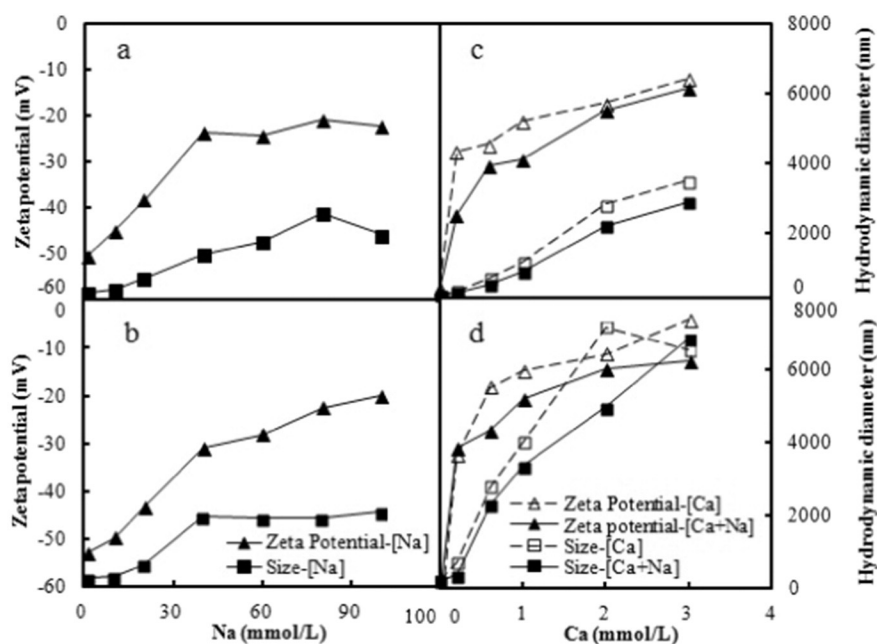 0
-10
-20
-30
-40
-50
-60
Zeta potential (mV)
a
c
8000
6000
4000
2000
0
Hydrodynamic diameter (nm)
0
-10
-20
-30
-40
-50
-60
Zeta potential (mV)
b
d
8000
6000
4000
2000
0
Hydrodynamic diameter (nm)
Zeta Potential-[Na]
Size-[Na]
Zeta Potential-[Ca]
Zeta potential-[Ca+Na]
Size-[Ca]
Size-[Ca+Na]
0 30 60 90 100 0 1 2 3 4
Na (mmol/L) Ca (mmol/L)